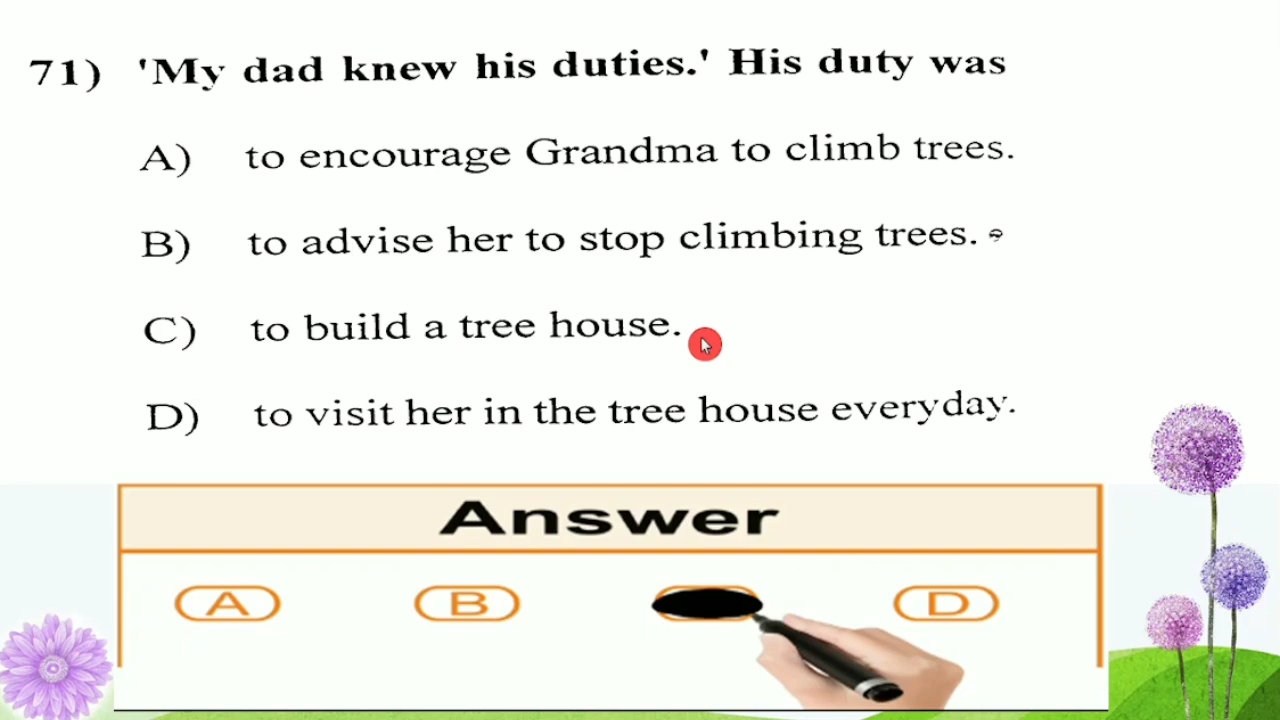 71) 'My dad knew his duties.' His duty was
A) to encourage Grandma to climb trees.
B) to advise her to stop climbing trees.
C) to build a tree house.
D) to visit her in the tree house everyday.
Answer
A B D